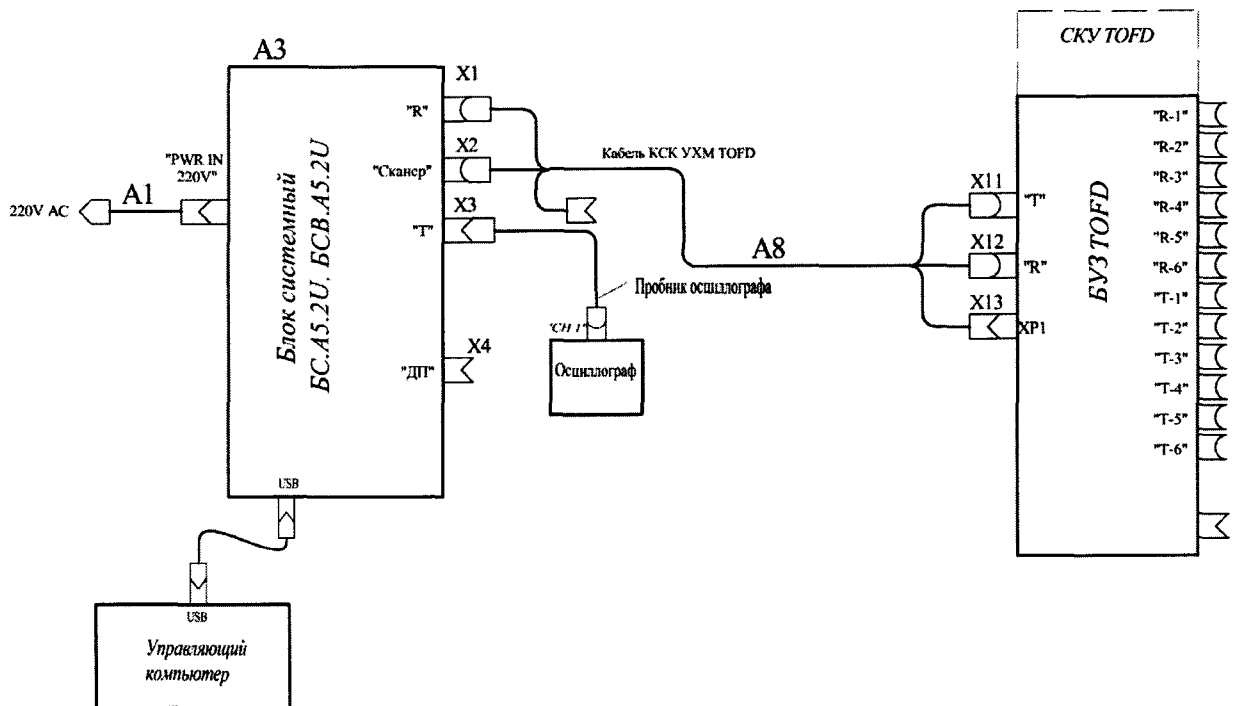 СКУ TOFD
A3
X1
"R"
"R-1"
"R-2"
"R-3"
"R-4"
"R-5"
"R-6"
"T-1"
"T-2"
"T-3"
"T-4"
"T-5"
"T-6"
X2
"Сканер"
Кабель КСК УХМ TOFD
"PWR IN
220V"
220V AC
A1
X3
"T"
X11
"T"
X12
"R"
X13
XP1
A8
Блок системный
БС.А5.2U, БСВ.А5.2U
БУЗ TOFD
Пробник осциллографа
"CH 1"
X4
"ДП"
Осциллограф
USB
USB
Управляющий
компьютер